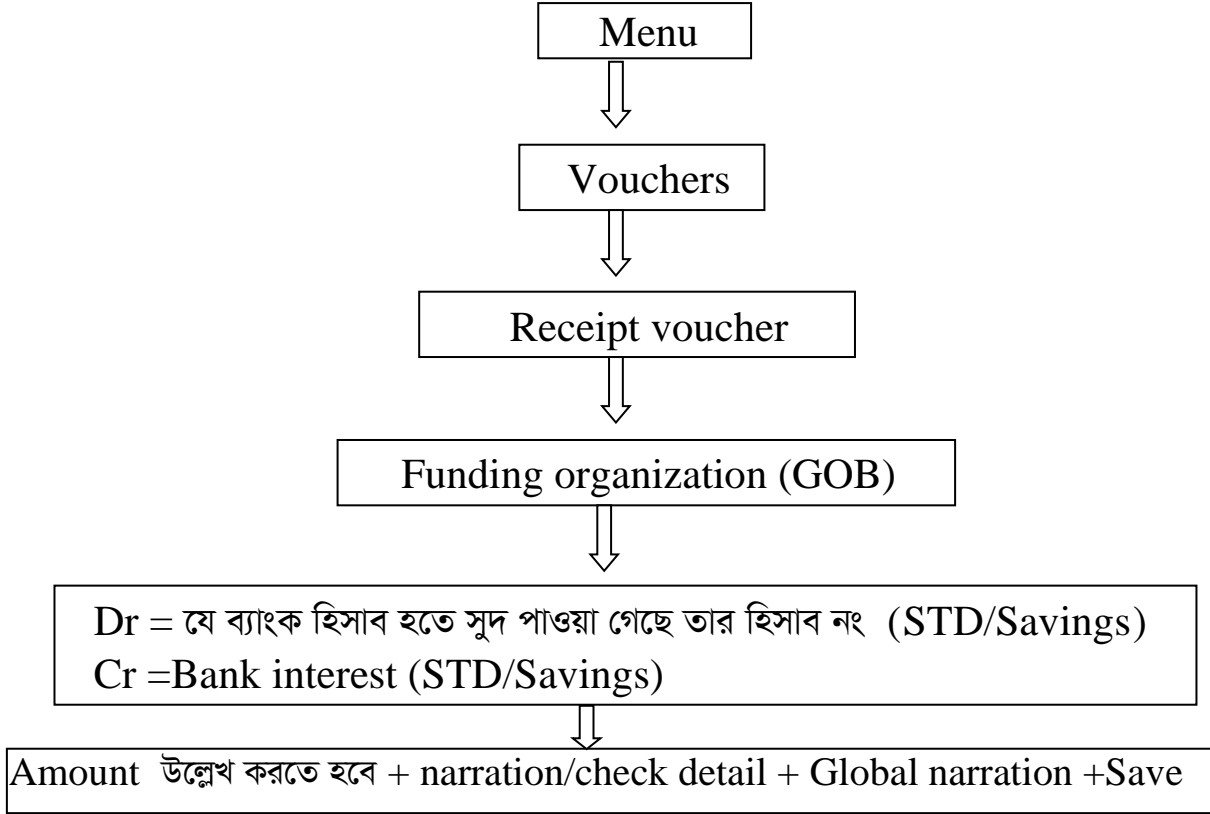 Menu
Vouchers
Receipt voucher
Funding organization (GOB)
Dr = যে ব্যাংক হিসাব হতে সুদ পাওয়া গেছে তার হিসাব নং (STD/Savings)
Cr =Bank interest (STD/Savings)
Amount উল্লেখ করতে হবে + narration/check detail + Global narration +Save